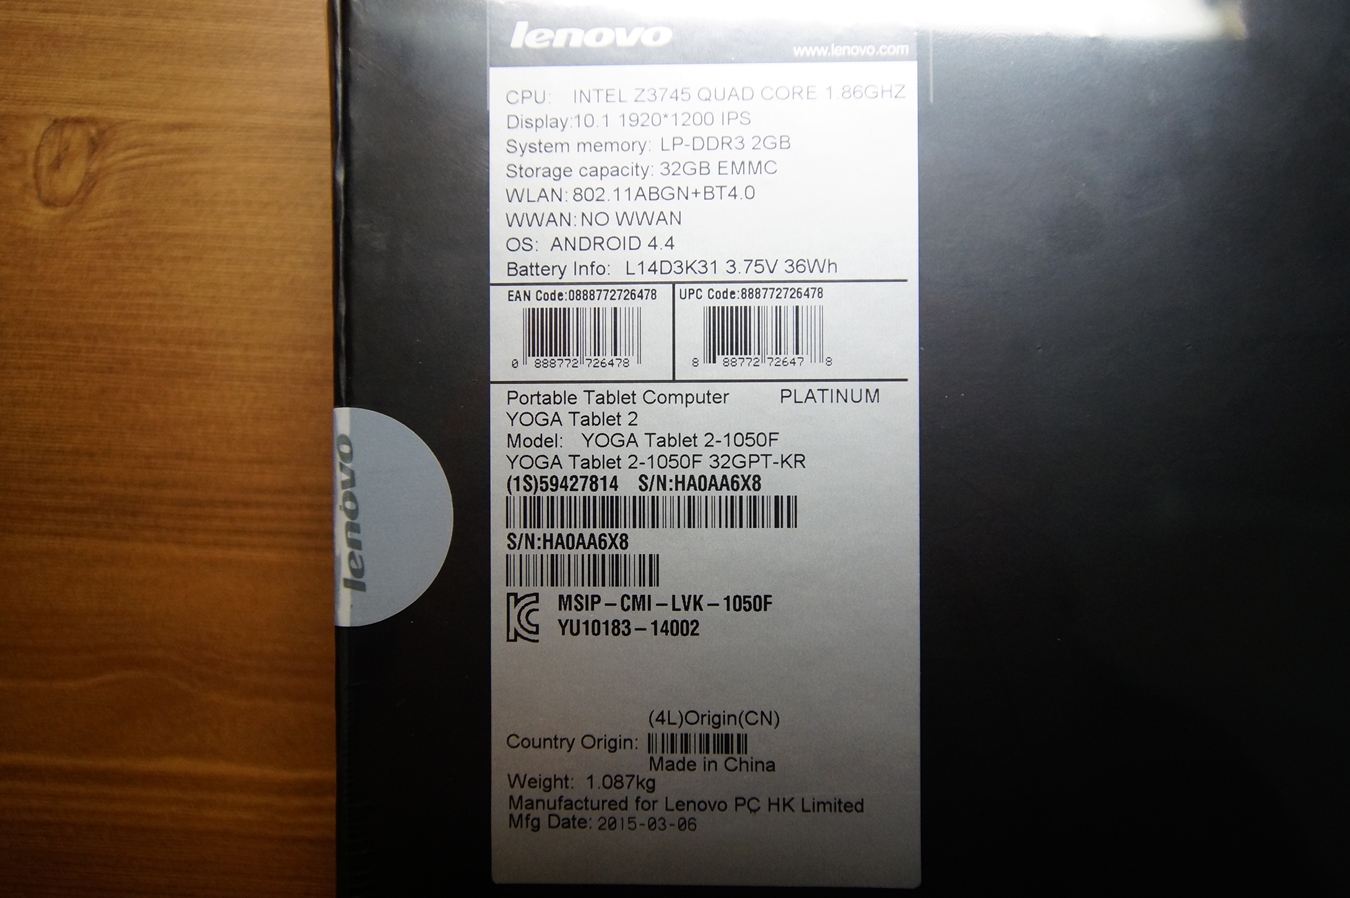 lenovo
www.lenovo.com
CPU: INTEL Z3745 QUAD CORE 1.86GHZ
Display:10.1 1920*1200 IPS
System memory: LP-DDR3 2GB
Storage capacity: 32GB EMMC
WLAN: 802.11ABGN+BT4.0
WWAN: NO WWAN
OS: ANDROID 4.4
Battery Info: L14D3K31 3.75V 36Wh
EAN Code:0888772726478 UPC Code:888772726478
0 888772 726478 8 88772 72647 8
Portable Tablet Computer PLATINUM
YOGA Tablet 2
Model: YOGA Tablet 2-1050F
YOGA Tablet 2-1050F 32GPT-KR
(1S)59427814 S/N:HA0AA6X8
S/N:HA0AA6X8
MSIP-CMI-LVK-1050F
YU10183-14002
lenovo
(4L)Origin(CN)
Country Origin:
Made in China
Weight: 1.087kg
Manufactured for Lenovo PC HK Limited
Mfg Date: 2015-03-06